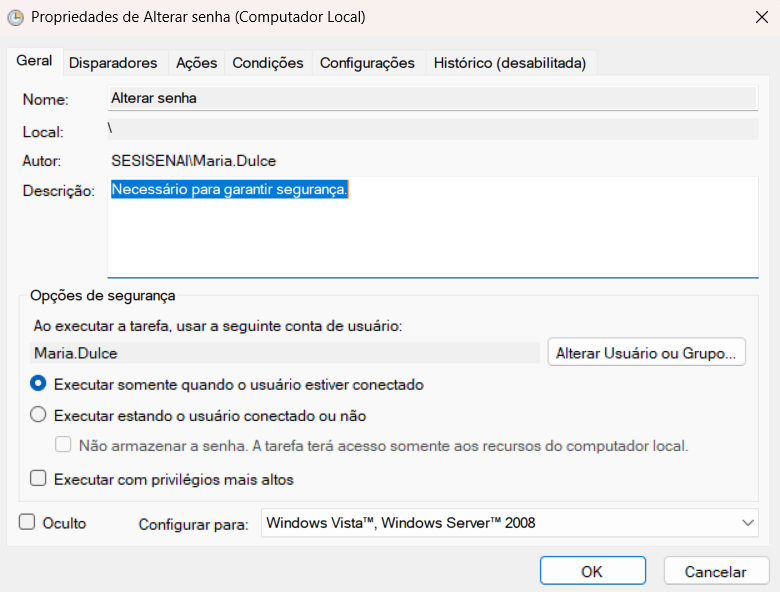 Propriedades de Alterar senha (Computador Local)
Geral Disparadores Ações Condições Configurações Histórico (desabilitada)
Nome: Alterar senha
Local: \
Autor: SESISENAI\Maria.Dulce
Descrição: Necessário para garantir segurança.
Opções de segurança
Ao executar a tarefa, usar a seguinte conta de usuário:
Maria.Dulce Alterar Usuário ou Grupo...
Executar somente quando o usuário estiver conectado
Executar estando o usuário conectado ou não
Não armazenar a senha. A tarefa terá acesso somente aos recursos do computador local.
Executar com privilégios mais altos
Oculto Configurar para: Windows Vista™, Windows Server™ 2008
OK Cancelar